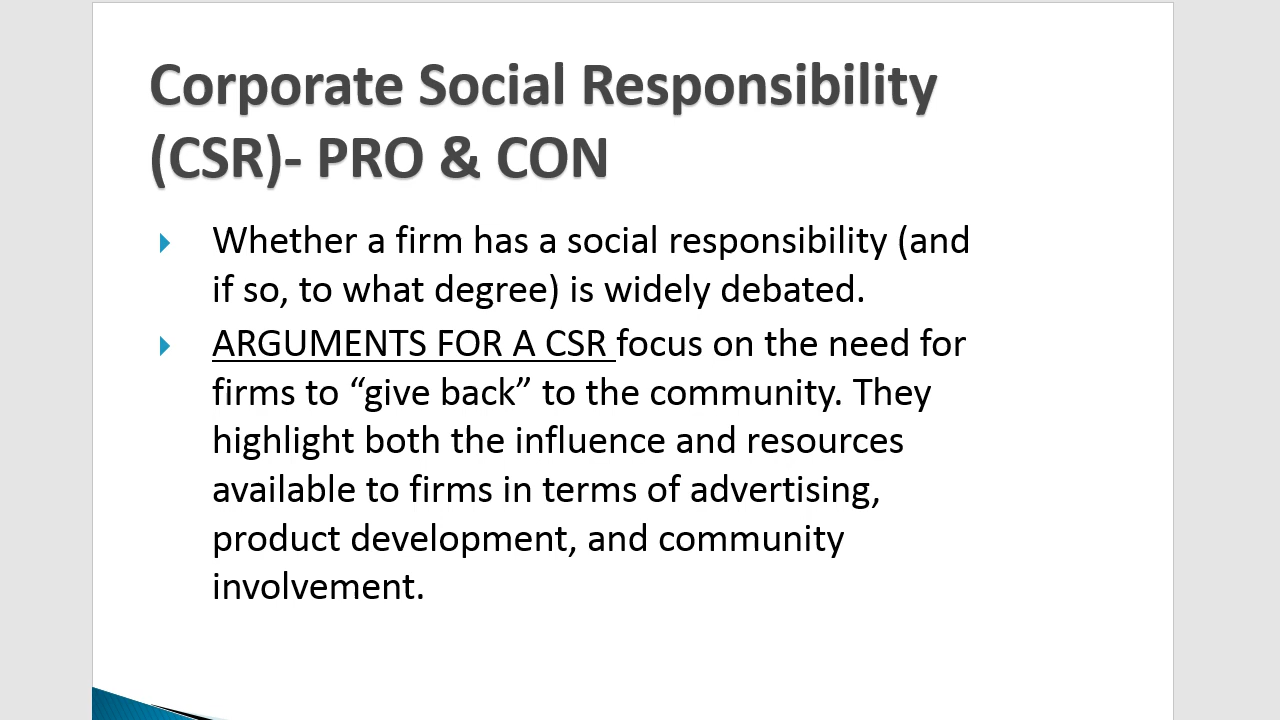 Corporate Social Responsibility
(CSR)- PRO & CON
Whether a firm has a social responsibility (and
if so, to what degree) is widely debated.
ARGUMENTS FOR A CSR focus on the need for
firms to “give back” to the community. They
highlight both the influence and resources
available to firms in terms of advertising,
product development, and community
involvement.